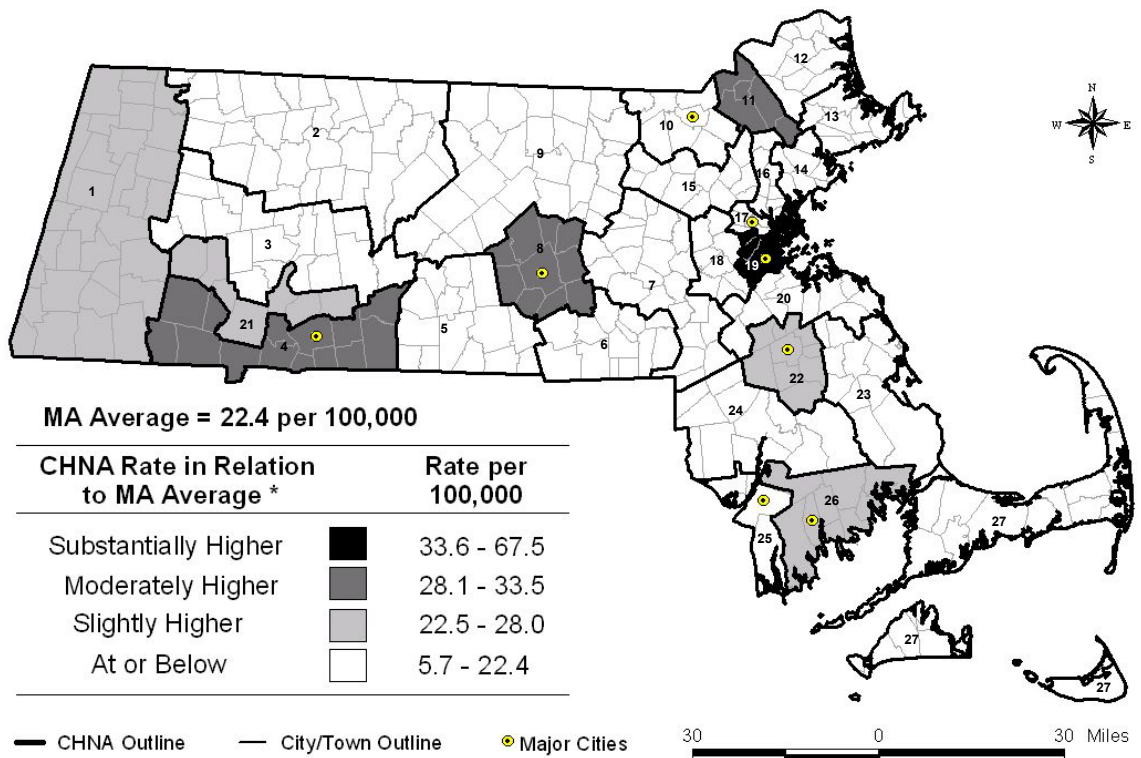 12
N
11
13
W E
10
S
2
9
16
14
15
1
17
8
3
18
19
7
20
21
5
4
6
22
23
MA Average = 22.4 per 100,000
24
CHNA Rate in Relation
to MA Average *
Rate per
100,000
26
27
25
Substantially Higher 33.6 - 67.5
Moderately Higher 28.1 - 33.5
Slightly Higher 22.5 - 28.0
27
At or Below 5.7 - 22.4
27
CHNA Outline City/Town Outline Major Cities
30 0 30 Miles